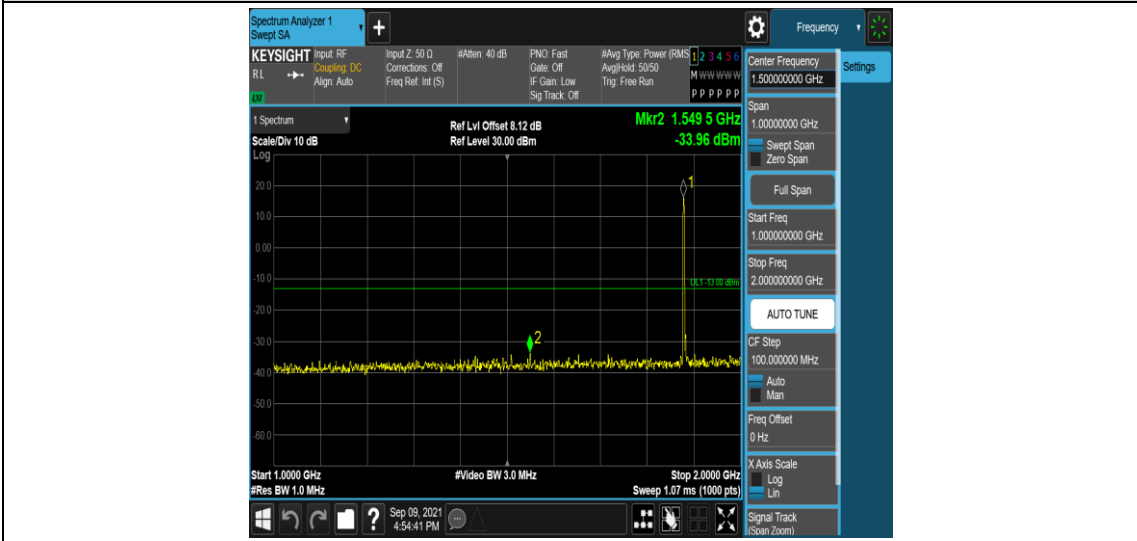 Spectrum Analyzer 1
Swept SA
+
Frequency
KEYSIGHT
RL
LM
Input: RF
Coupling: DC
Align: Auto
Input Z: 50 Ω
Corrections: Off
Freq Ref: Int (S)
#Atten: 40 dB
PNO: Fast
Gate: Off
IF Gain: Low
Sig Track: Off
#Avg Type: Power (RMS
Avg|Hold: 50/50
Trig: Free Run
1 2 3 4 5 6
M W W W W W
P P P P P P
1 Spectrum
Scale/Div 10 dB
Log
Ref Lvl Offset 8.12 dB
Ref Level 30.00 dBm
Mkr2 1.549 5 GHz
-33.96 dBm
1
20.0
10.0
0.00
-10.0
DL1 -13.00 dBm
-20.0
-30.0
2
-40.0
-50.0
-60.0
Start 1.0000 GHz
#Video BW 3.0 MHz
Stop 2.0000 GHz
#Res BW 1.0 MHz
Sweep 1.07 ms (1000 pts)
?
Sep 09, 2021
4:54:41 PM
Center Frequency
1.500000000 GHz
Settings
Span
1.00000000 GHz
Swept Span
Zero Span
Full Span
Start Freq
1.000000000 GHz
Stop Freq
2.000000000 GHz
AUTO TUNE
CF Step
100.000000 MHz
Auto
Man
Freq Offset
0 Hz
X Axis Scale
Log
Lin
Signal Track
(Span Zoom)